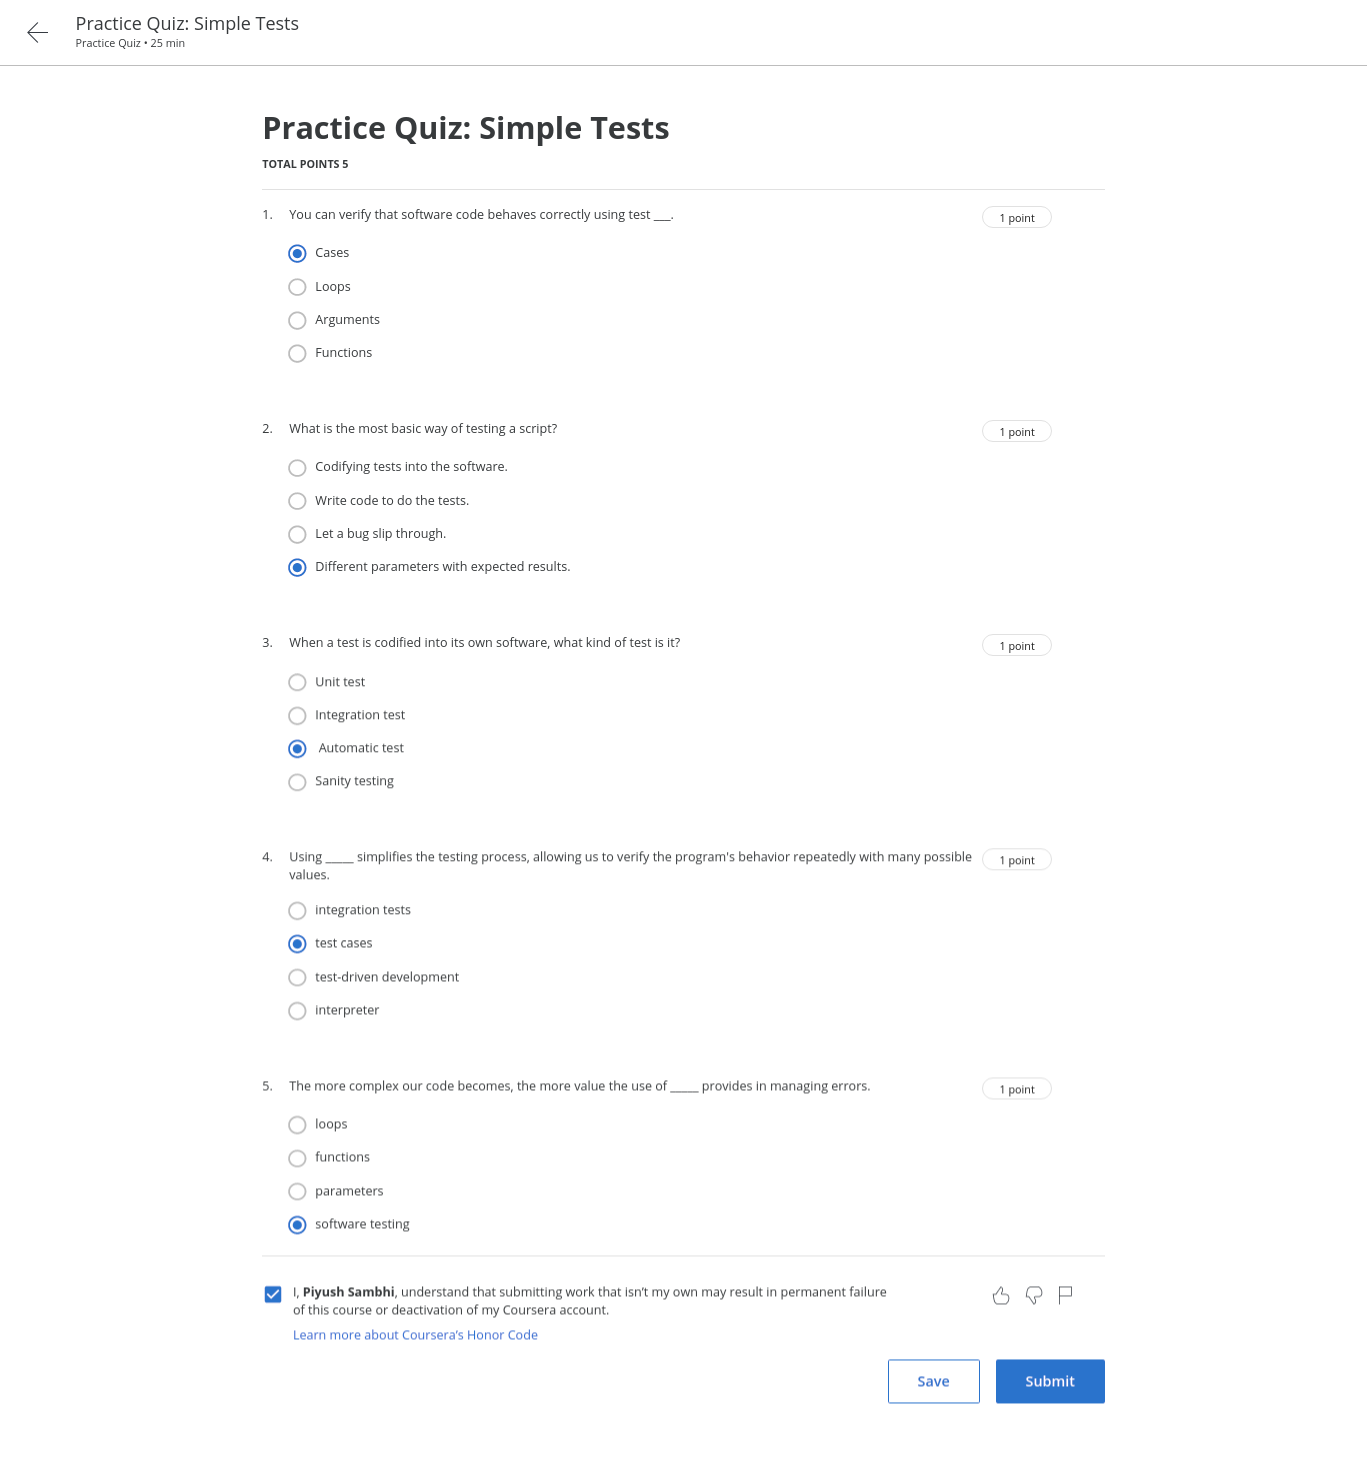 Practice Quiz: Simple Tests
Practice Quiz • 25 min
Practice Quiz: Simple Tests
TOTAL POINTS 5
1. You can verify that software code behaves correctly using test ___. 1 point
Cases
Loops
Arguments
Functions
2. What is the most basic way of testing a script? 1 point
Codifying tests into the software.
Write code to do the tests.
Let a bug slip through.
Different parameters with expected results.
3. When a test is codified into its own software, what kind of test is it? 1 point
Unit test
Integration test
Automatic test
Sanity testing
4. Using _____ simplifies the testing process, allowing us to verify the program's behavior repeatedly with many possible 1 point
values.
integration tests
test cases
test-driven development
interpreter
5. The more complex our code becomes, the more value the use of _____ provides in managing errors. 1 point
loops
functions
parameters
software testing
I, Piyush Sambhi, understand that submitting work that isn’t my own may result in permanent failure
of this course or deactivation of my Coursera account.
Learn more about Coursera’s Honor Code
Save Submit